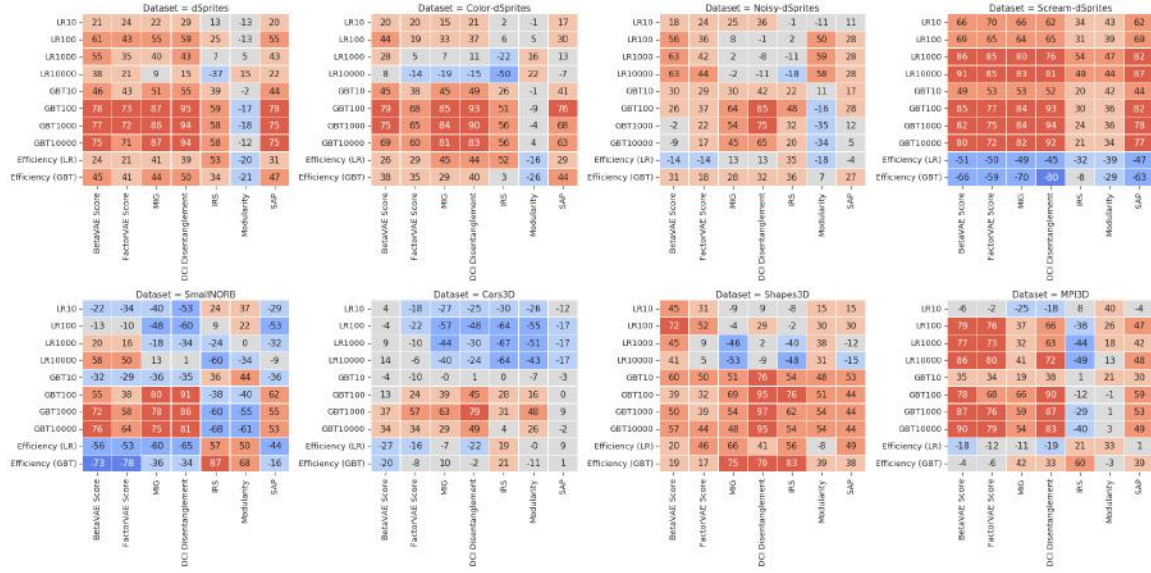 Dataset = dSprites
LR10 21 24 22 29 13 -13 20
LR100 61 43 55 59 25 -13 55
LR1000 55 35 40 43 7 5 43
LR10000 38 21 9 15 -37 15 22
GBT10 46 43 51 55 39 -2 44
GBT100 78 73 87 95 59 -17 78
GBT1000 77 72 86 94 58 -18 75
GBT10000 75 71 87 94 58 -12 75
Efficiency (LR) 24 21 41 39 53 -20 31
Efficiency (GBT) 45 41 44 50 34 -21 47
BetaVAE Score FactorVAE Score MIG DCI Disentanglement IRS Modularity SAP
Dataset = Color-dSprites
LR10 20 20 15 21 2 -1 17
LR100 44 19 33 37 6 5 30
LR1000 28 5 11 13 -22 16 13
LR10000 8 -14 -19 -15 -50 22 -7
GBT10 45 38 45 49 26 -1 41
GBT100 79 68 85 93 51 -9 76
GBT1000 75 65 84 90 56 -4 68
GBT10000 69 60 81 83 56 4 63
Efficiency (LR) 26 29 45 44 52 -16 29
Efficiency (GBT) 38 35 29 40 3 -26 44
BetaVAE Score FactorVAE Score MIG DCI Disentanglement IRS Modularity SAP
Dataset = Noisy-dSprites
LR10 18 24 25 36 -1 -11 11
LR100 56 36 8 -1 2 50 28
LR1000 63 42 2 -8 -11 59 28
LR10000 63 44 -2 -11 -18 58 28
GBT10 30 29 30 42 22 11 17
GBT100 26 37 64 85 48 -16 28
GBT1000 -2 22 54 75 32 -35 12
GBT10000 -9 17 45 65 20 -34 5
Efficiency (LR) -14 -14 13 13 35 -18 -4
Efficiency (GBT) 31 18 28 32 36 7 27
BetaVAE Score FactorVAE Score MIG DCI Disentanglement IRS Modularity SAP
Dataset = Scream-dSprites
LR10 66 70 66 62 34 43 62
LR100 69 65 64 65 31 39 69
LR1000 86 85 80 76 54 47 82
LR10000 91 85 83 81 49 44 87
GBT10 49 53 53 52 20 42 44
GBT100 85 77 84 93 30 36 82
GBT1000 82 75 84 94 24 36 78
GBT10000 80 72 82 92 21 34 77
Efficiency (LR) -51 -50 -49 -45 -32 -39 -47
Efficiency (GBT) -66 -59 -70 -80 -8 -29 -63
BetaVAE Score FactorVAE Score MIG DCI Disentanglement IRS Modularity SAP
Dataset = SmallNORB
LR10 -22 -34 -40 -53 24 37 -29
LR100 -13 -10 -48 -60 9 22 -53
LR1000 20 16 -18 -34 -24 0 -32
LR10000 58 50 13 1 -60 -34 -9
GBT10 -32 -29 -36 -35 36 44 -36
GBT100 55 38 80 91 -38 -40 62
GBT1000 72 58 78 86 -60 -55 55
GBT10000 76 64 75 81 -68 -61 53
Efficiency (LR) -56 -53 -60 -65 57 50 -44
Efficiency (GBT) -73 -78 -36 -34 87 68 -16
BetaVAE Score FactorVAE Score MIG DCI Disentanglement IRS Modularity SAP
Dataset = Cars3D
LR10 4 -18 -27 -25 -30 -26 -12
LR100 -4 -22 -57 -48 -64 -55 -17
LR1000 9 -10 -44 -30 -67 -51 -17
LR10000 14 -6 -40 -24 -64 -43 -17
GBT10 -4 -10 -0 1 0 -7 -3
GBT100 13 24 39 45 28 16 0
GBT1000 37 57 63 79 31 48 9
GBT10000 34 34 29 49 4 26 -2
Efficiency (LR) -27 -16 -7 -22 19 -0 9
Efficiency (GBT) -20 -8 10 -2 21 -11 1
BetaVAE Score FactorVAE Score MIG DCI Disentanglement IRS Modularity SAP
Dataset = Shapes3D
LR10 45 31 -9 9 -8 15 15
LR100 72 52 -4 29 -2 30 30
LR1000 45 9 -46 2 -40 38 -12
LR10000 41 5 -53 -9 -48 31 -15
GBT10 60 50 51 76 54 48 53
GBT100 56 54 69 95 76 51 44
GBT1000 50 39 54 97 62 54 44
GBT10000 57 44 48 95 54 54 44
Efficiency (LR) 20 46 66 41 56 -8 49
Efficiency (GBT) 19 17 75 79 83 39 38
BetaVAE Score FactorVAE Score MIG DCI Disentanglement IRS Modularity SAP
Dataset = MPI3D
LR10 -6 -2 -25 -18 8 40 -4
LR100 79 76 37 66 -38 -26 47
LR1000 77 73 32 63 -44 18 42
LR10000 86 80 41 72 -49 13 48
GBT10 35 34 19 38 1 21 30
GBT100 78 68 66 90 -12 -1 59
GBT1000 87 76 59 87 -29 1 53
GBT10000 90 79 54 83 -40 3 49
Efficiency (LR) -18 -12 -11 -19 21 33 1
Efficiency (GBT) -4 -6 42 33 60 -3 39
BetaVAE Score FactorVAE Score MIG DCI Disentanglement IRS Modularity SAP